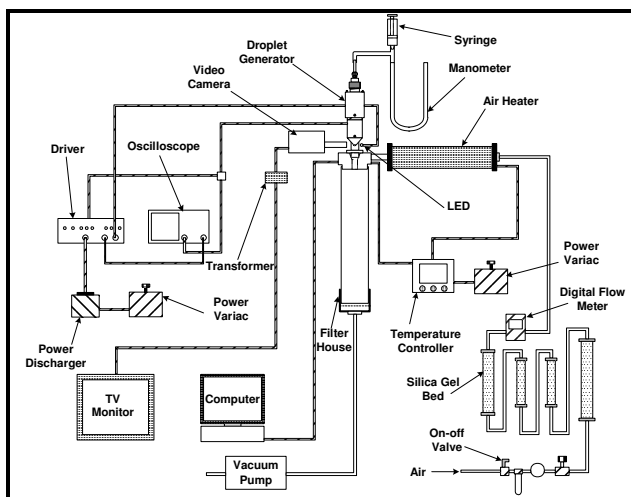 Syringe
Droplet
Generator
Manometer
Video
Camera
Air Heater
Oscilloscope
Driver
LED
Transformer
Power
Variac
Power
Variac
Digital Flow
Meter
Filter
House
Temperature
Controller
Power
Discharger
Silica Gel
Bed
TV
Monitor
Computer
On-off
Valve
Vacuum
Pump
Air